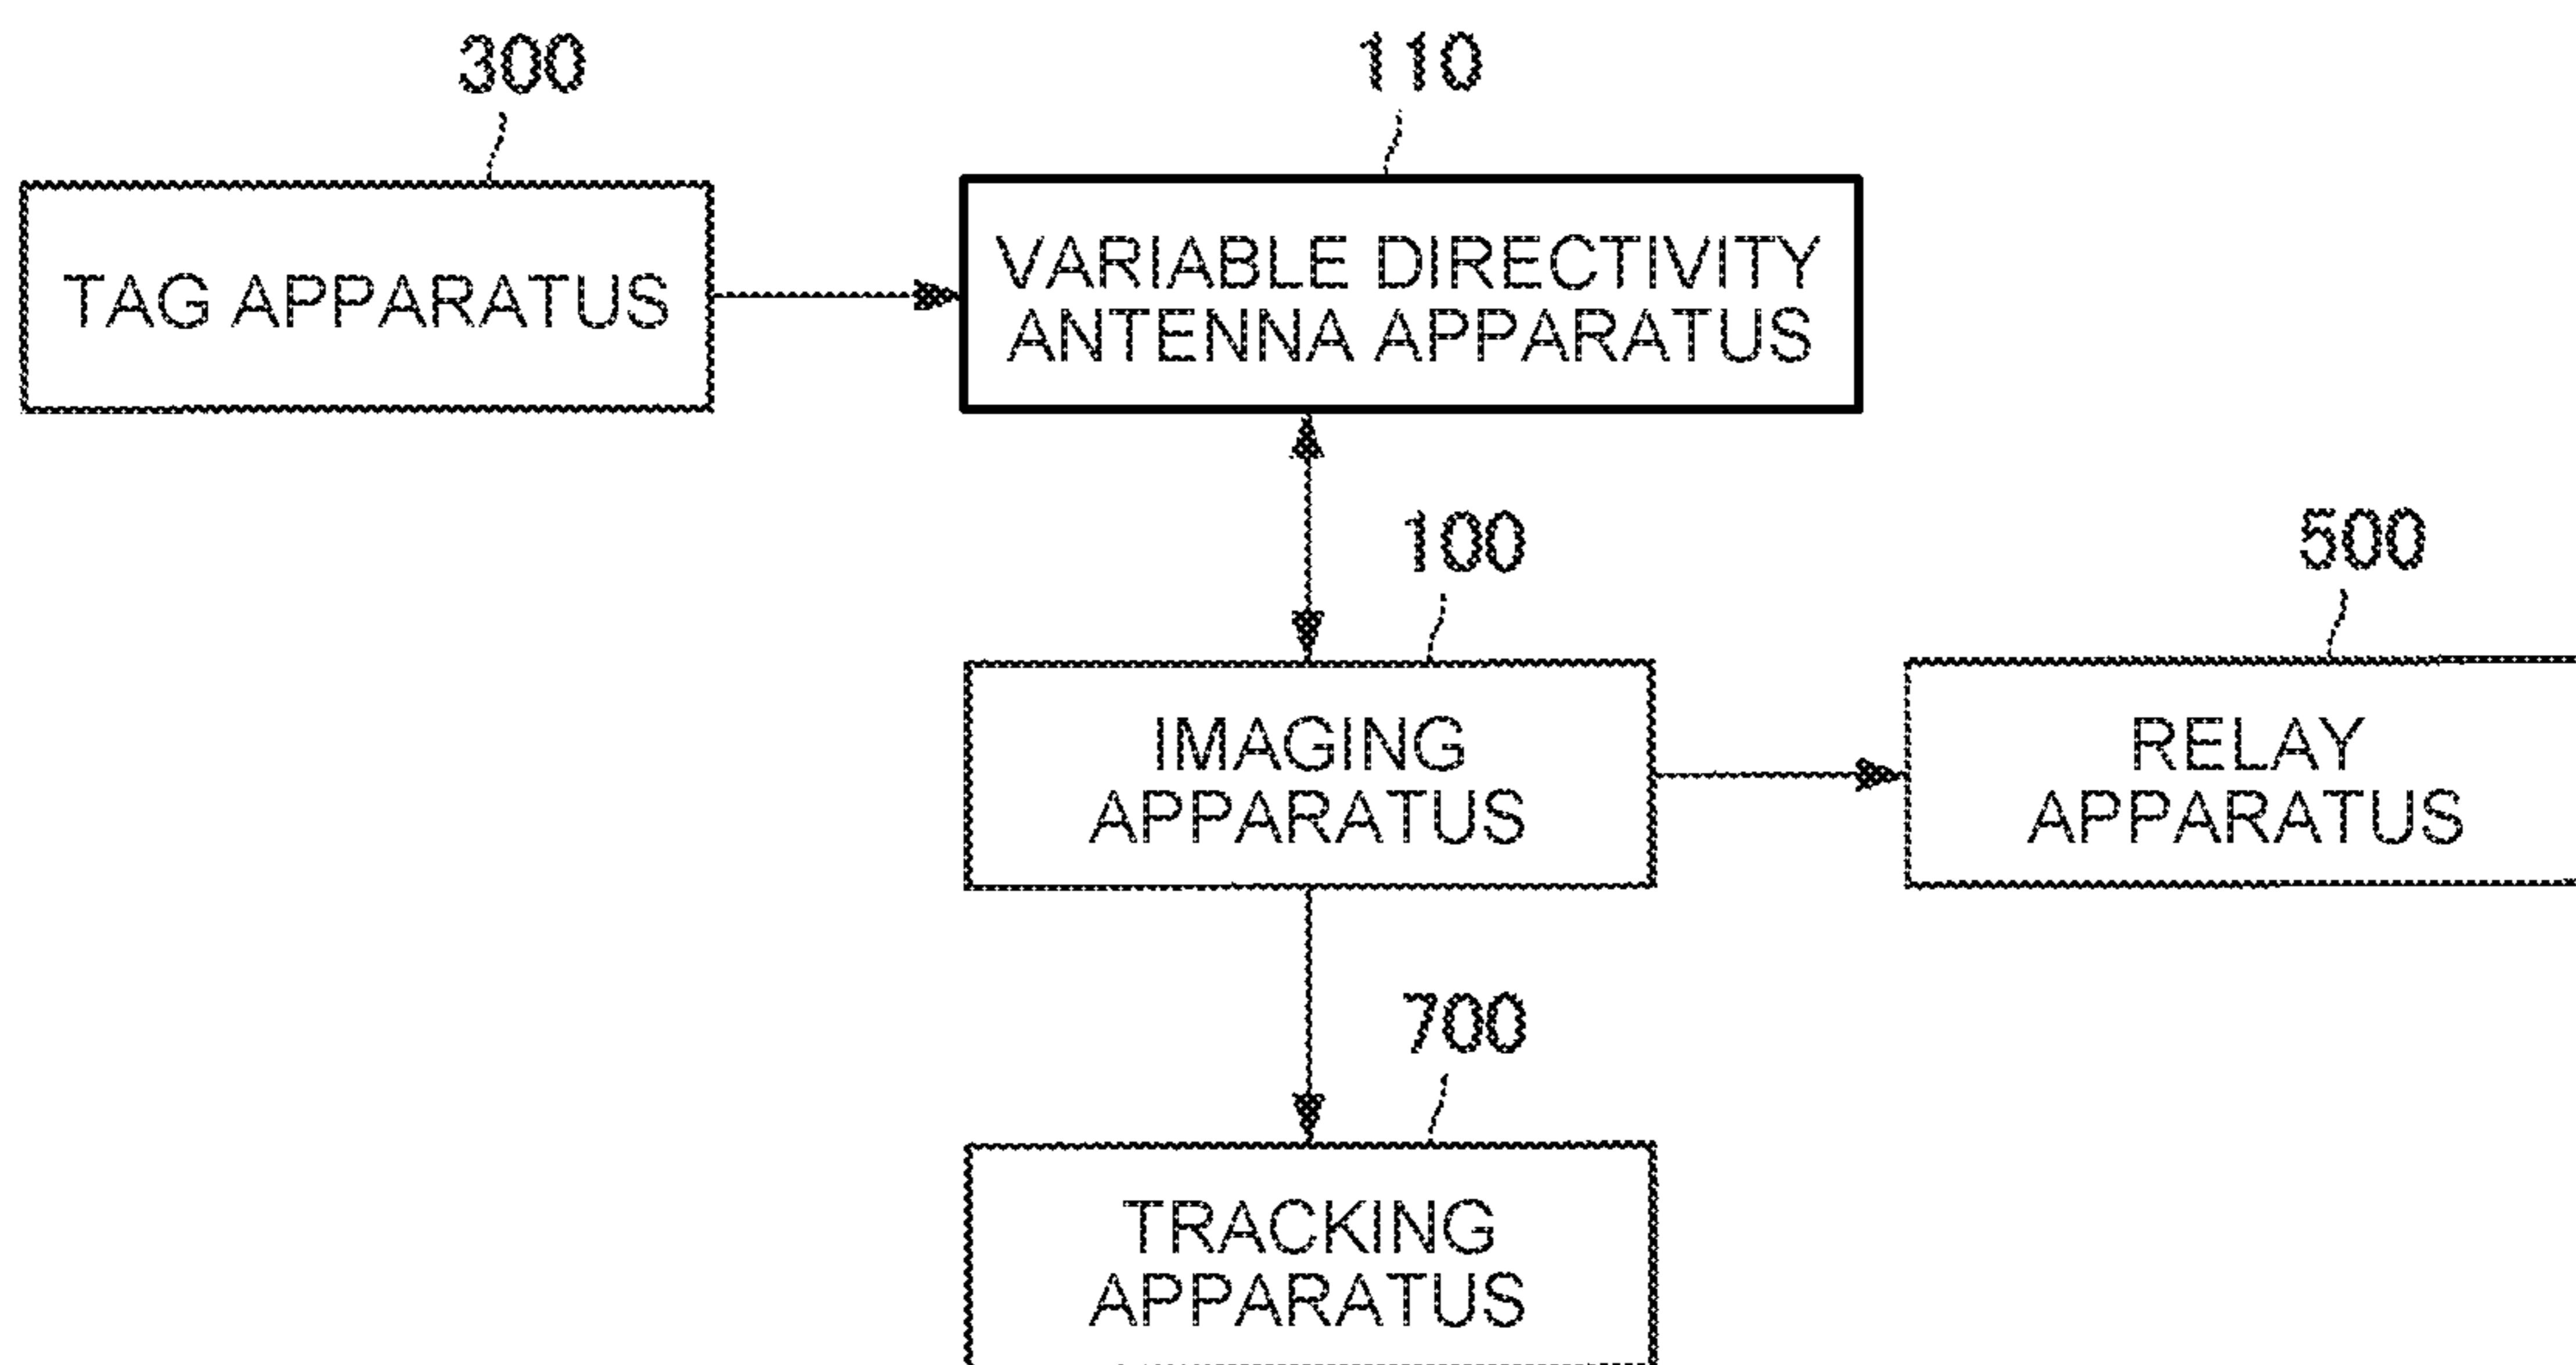 300
110
TAG APPARATUS
VARIABLE DIRECTIVITY
ANTENNA APPARATUS
100
500
IMAGING
APPARATUS
RELAY
APPARATUS
700
TRACKING
APPARATUS